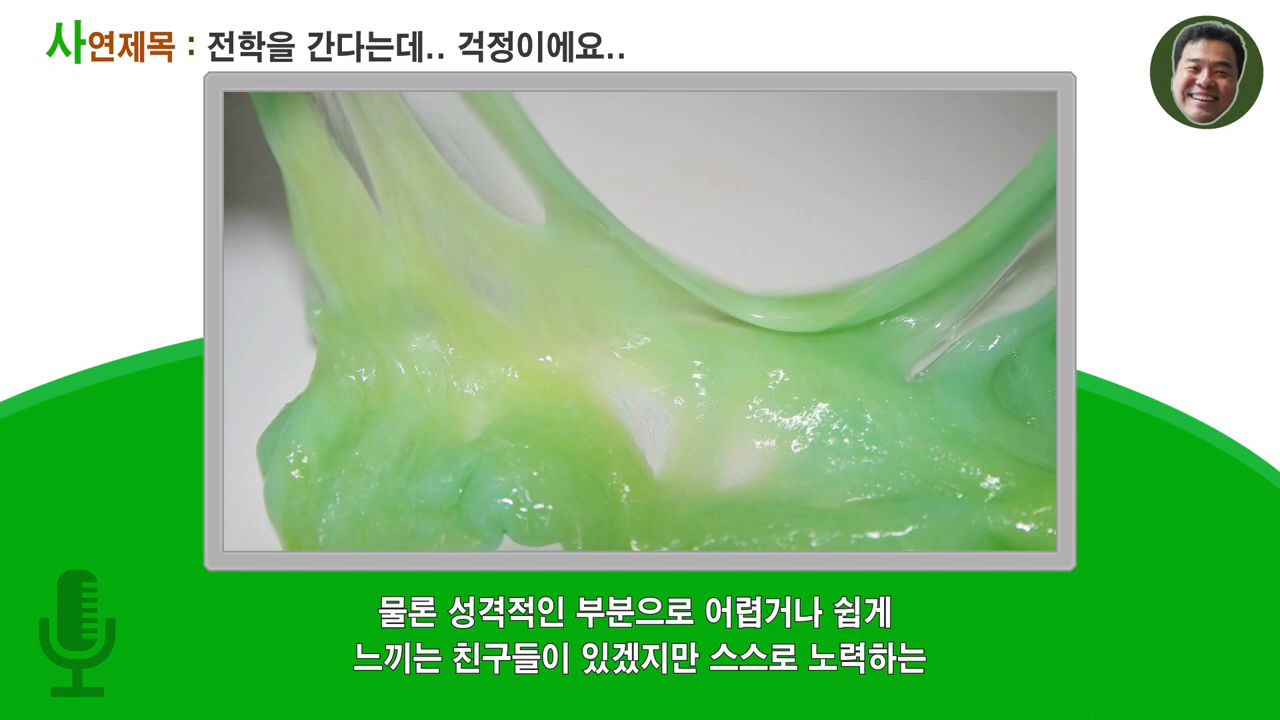 사연제목 : 전학을 간다는데.. 걱정이에요..
물론 성격적인 부분으로 어렵거나 쉽게
느끼는 친구들이 있겠지만 스스로 노력하는